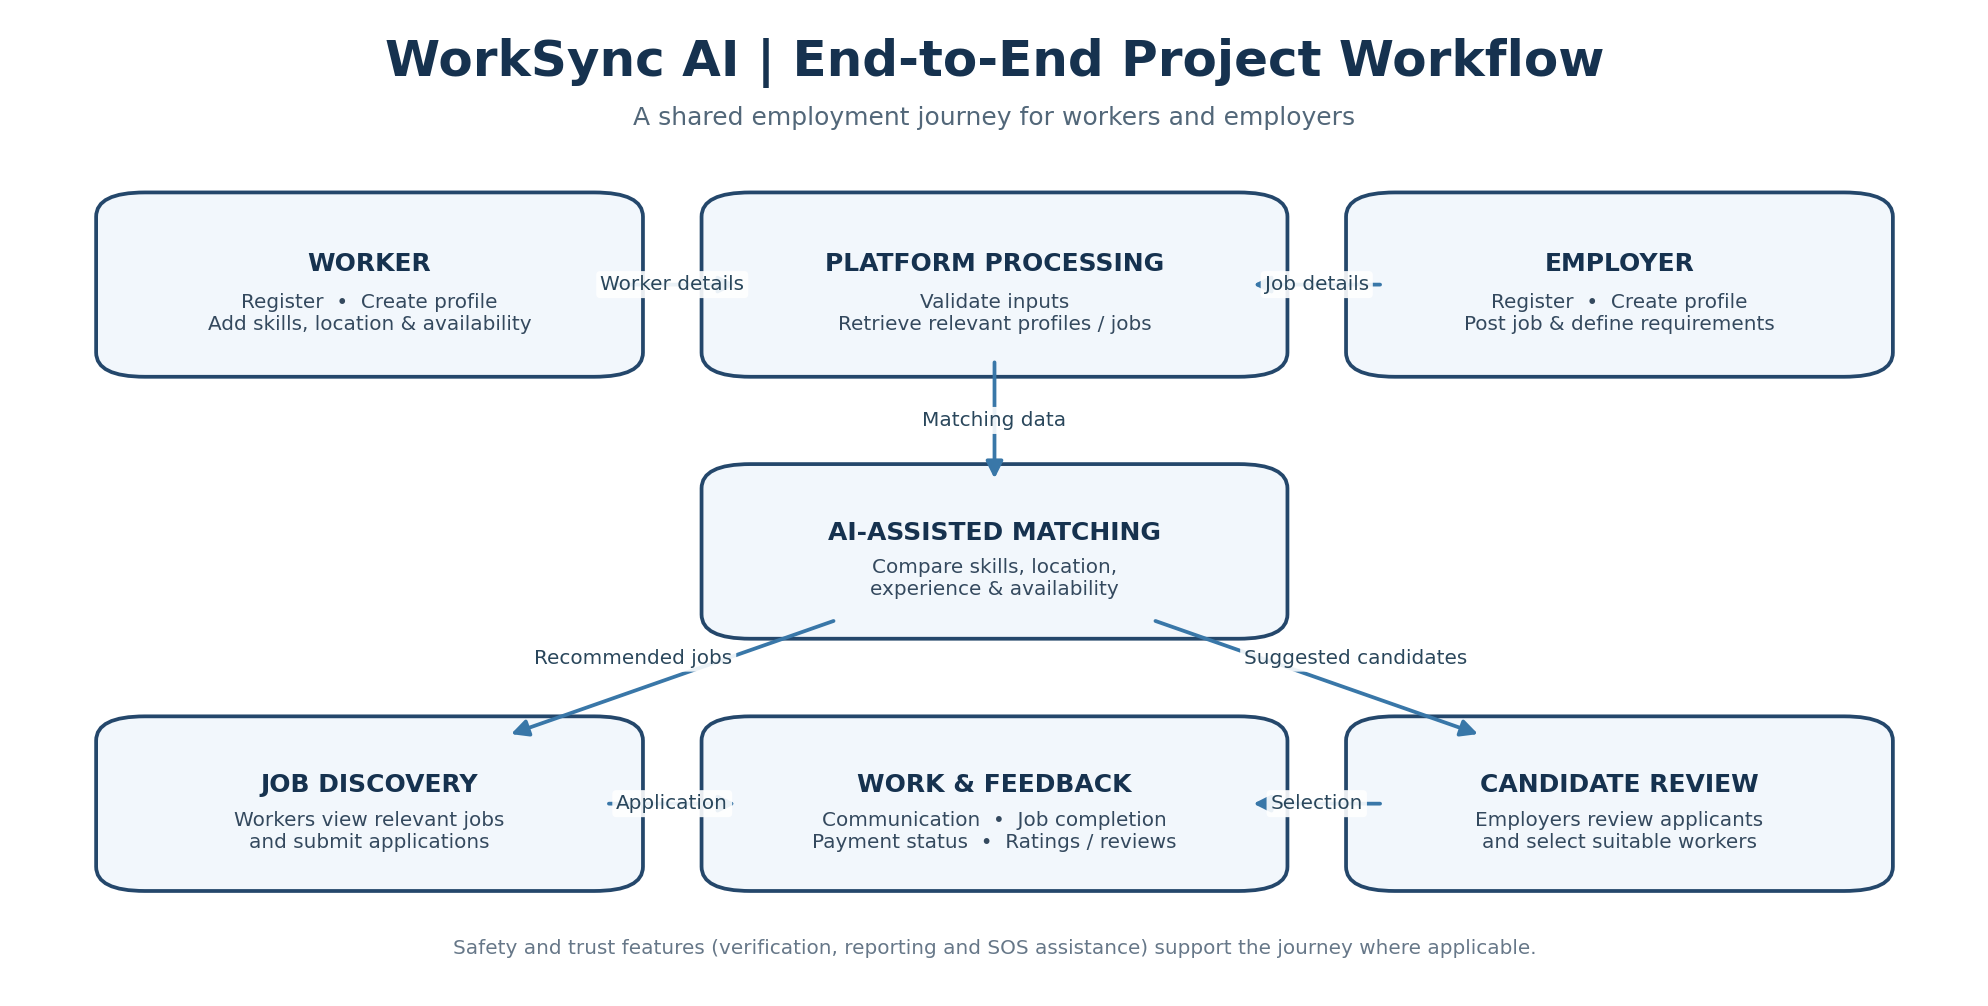 WorkSync AI | End-to-End Project Workflow
A shared employment journey for workers and employers
WORKER
Register • Create profile
Add skills, location & availability
Worker details
PLATFORM PROCESSING
Validate inputs
Retrieve relevant profiles / jobs
Job details
EMPLOYER
Register • Create profile
Post job & define requirements
Matching data
AI-ASSISTED MATCHING
Compare skills, location,
experience & availability
Recommended jobs
Suggested candidates
JOB DISCOVERY
Workers view relevant jobs
and submit applications
Application
WORK & FEEDBACK
Communication • Job completion
Payment status • Ratings / reviews
Selection
CANDIDATE REVIEW
Employers review applicants
and select suitable workers
Safety and trust features (verification, reporting and SOS assistance) support the journey where applicable.